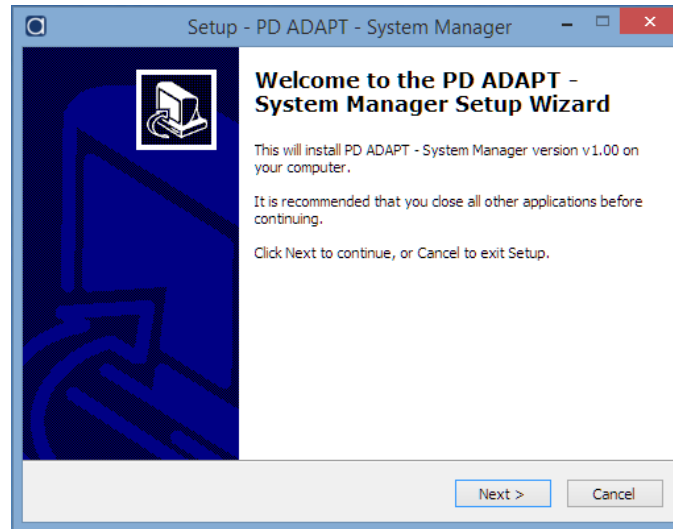 Setup - PD ADAPT - System Manager
Welcome to the PD ADAPT -
System Manager Setup Wizard
This will install PD ADAPT - System Manager version v1.00 on
your computer.
It is recommended that you close all other applications before
continuing.
Click Next to continue, or Cancel to exit Setup.
Next >
Cancel